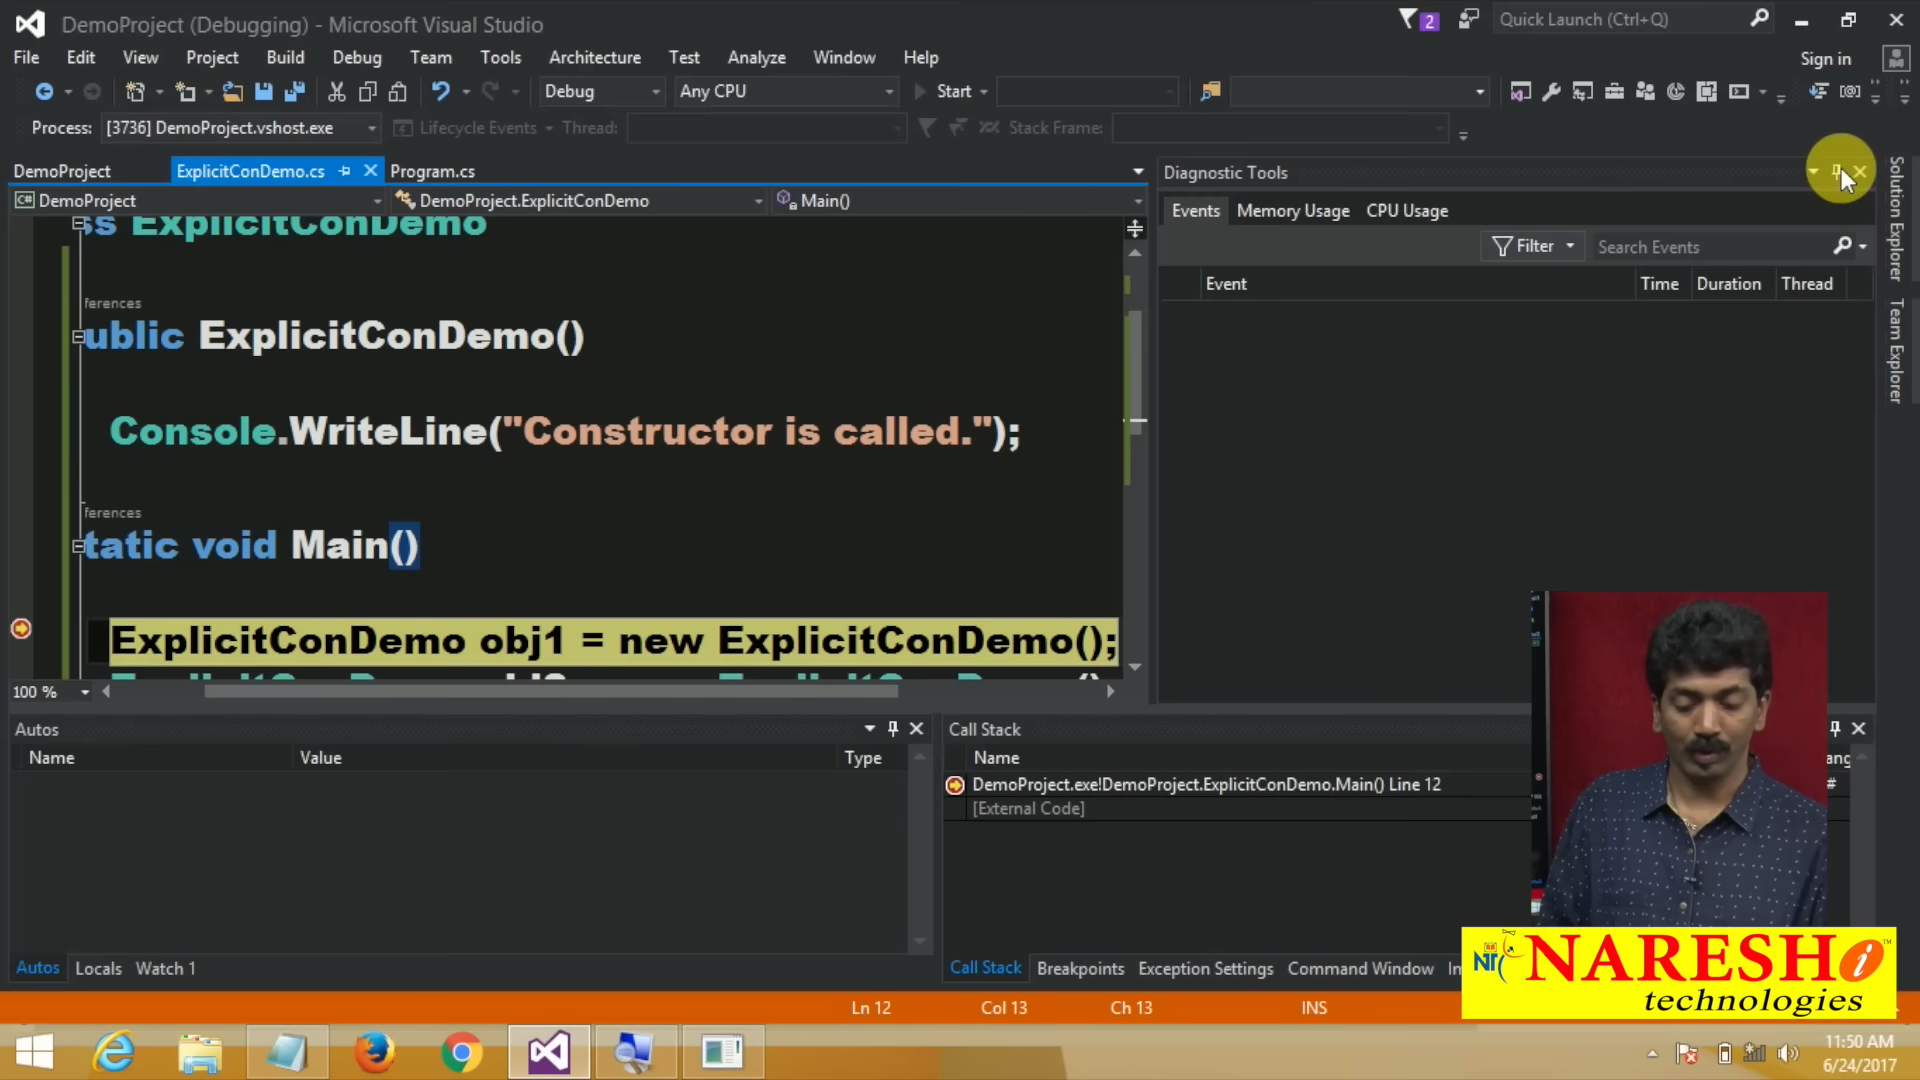 DemoProject (Debugging) - Microsoft Visual Studio
2
Quick Launch (Ctrl+Q)
File Edit View Project Build Debug Team Tools Architecture Test Analyze Window Help
Sign in
Debug Any CPU Start
Process: [3736] DemoProject.vshost.exe Lifecycle Events Thread: Stack Frame:
DemoProject ExplicitConDemo.cs Program.cs
C# DemoProject DemoProject.ExplicitConDemo Main()
ss ExplicitConDemo
ferences
ublic ExplicitConDemo()
Console.WriteLine("Constructor is called.");
ferences
tatic void Main()
ExplicitConDemo obj1 = new ExplicitConDemo();
100 %
Diagnostic Tools
Events Memory Usage CPU Usage
Filter Search Events
Event Time Duration Thread
Solution Explorer
Team Explorer
Autos
Name Value Type
Autos Locals Watch 1
Call Stack
Name ang
DemoProject.exe!DemoProject.ExplicitConDemo.Main() Line 12 #
[External Code]
Call Stack Breakpoints Exception Settings Command Window In
Ln 12 Col 13 Ch 13 INS
NARESH i
technologies
11:50 AM
6/24/2017